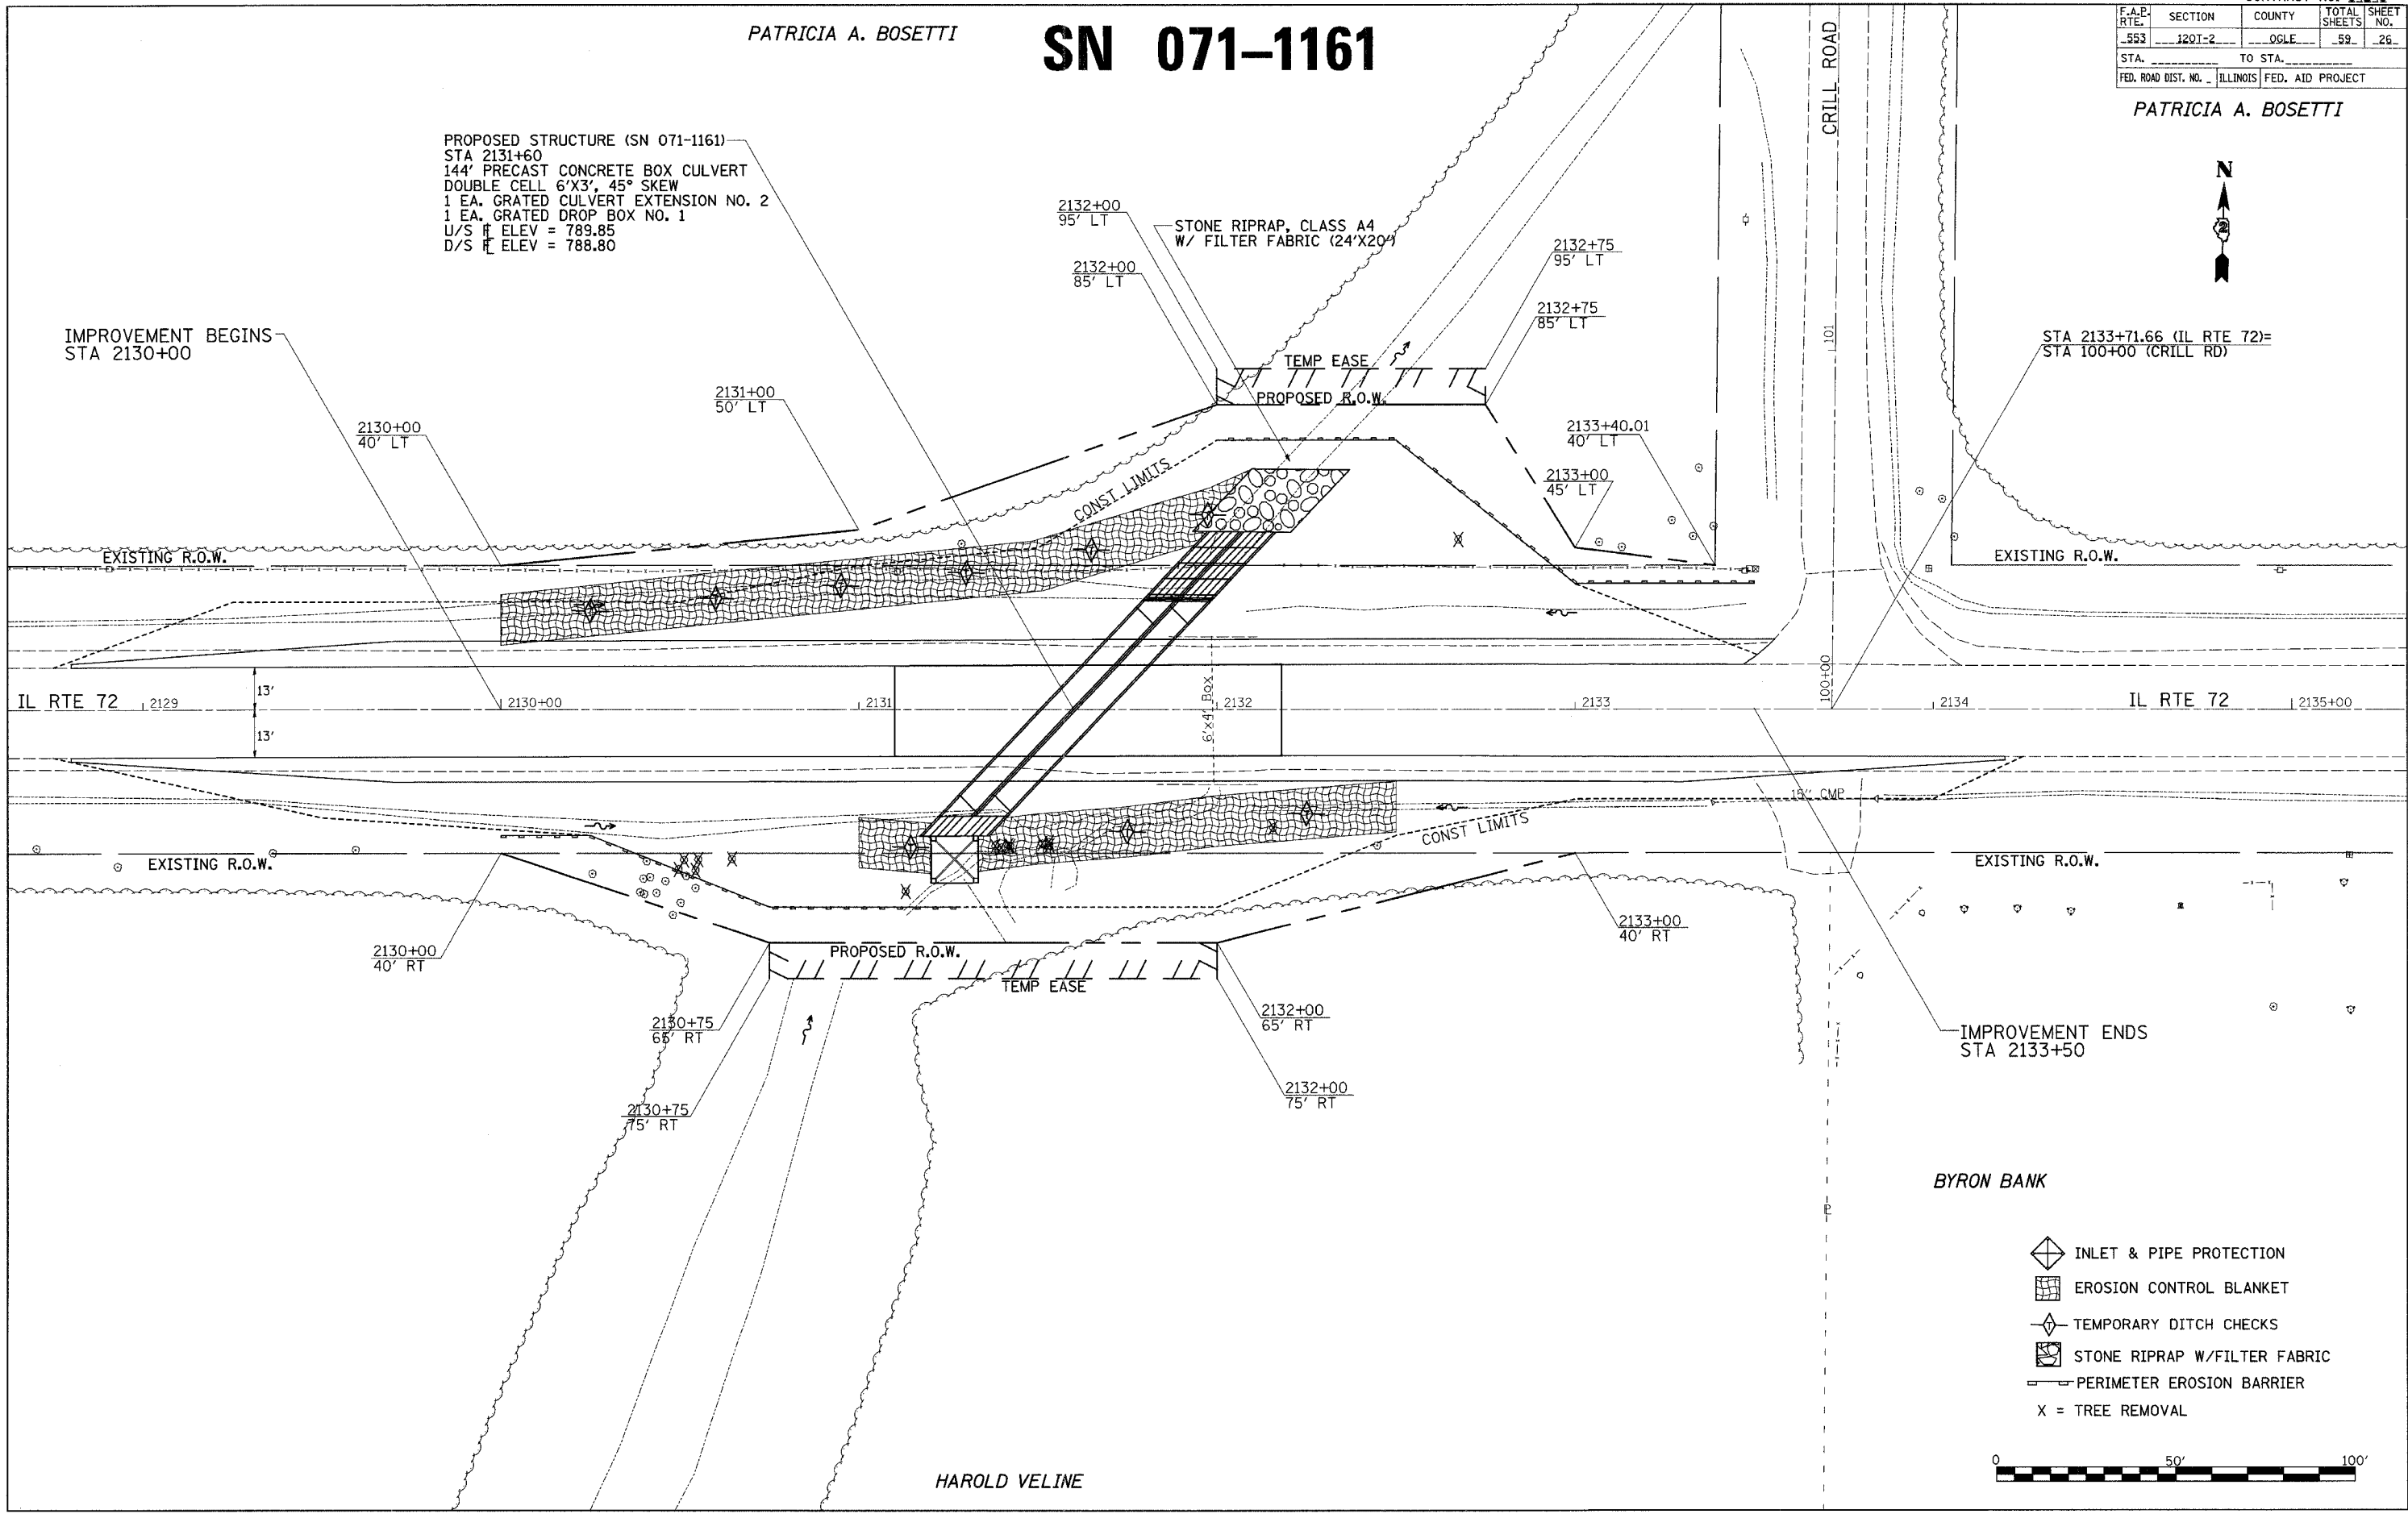 PATRICIA A. BOSETTI
SN 071-1161
F.A.P. RTE. SECTION COUNTY TOTAL SHEETS SHEET NO.
553 120T-2 OGLE 59 26
STA. TO STA.
FED. ROAD DIST. NO. ILLINOIS FED. AID PROJECT
PATRICIA A. BOSETTI
N
2
CRILL ROAD
PROPOSED STRUCTURE (SN 071-1161)
STA 2131+60
144' PRECAST CONCRETE BOX CULVERT
DOUBLE CELL 6'X3', 45° SKEW
1 EA. GRATED CULVERT EXTENSION NO. 2
1 EA. GRATED DROP BOX NO. 1
U/S ELEV = 789.85
D/S ELEV = 788.80
2132+00
95' LT
STONE RIPRAP, CLASS A4
W/ FILTER FABRIC (24'X20')
2132+00
85' LT
2132+75
95' LT
2132+75
85' LT
IMPROVEMENT BEGINS
STA 2130+00
STA 2133+71.66 (IL RTE 72)=
STA 100+00 (CRILL RD)
101
TEMP EASE
PROPOSED R.O.W.
2131+00
50' LT
2130+00
40' LT
2133+40.01
40' LT
2133+00
45' LT
CONST LIMITS
EXISTING R.O.W.
EXISTING R.O.W.
T
T
T
T
T
T
13'
13'
100+00
6'x4' Box
IL RTE 72
2129
2130+00
2131
2132
2133
2134
IL RTE 72
2135+00
15" CMP
T
T
T
CONST LIMITS
EXISTING R.O.W.
EXISTING R.O.W.
2130+00
40' RT
PROPOSED R.O.W.
TEMP EASE
2133+00
40' RT
2130+75
65' RT
2132+00
65' RT
IMPROVEMENT ENDS
STA 2133+50
2130+75
75' RT
2132+00
75' RT
BYRON BANK
P
INLET & PIPE PROTECTION
EROSION CONTROL BLANKET
T
TEMPORARY DITCH CHECKS
STONE RIPRAP W/FILTER FABRIC
PERIMETER EROSION BARRIER
X = TREE REMOVAL
0 50' 100'
HAROLD VELINE